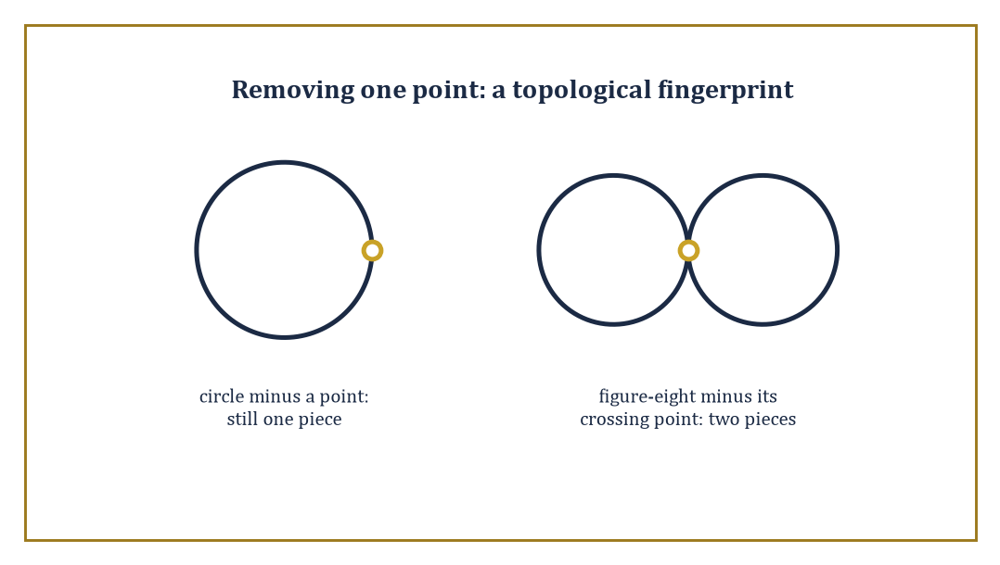 Removing one point: a topological fingerprint
circle minus a point:
still one piece
figure-eight minus its
crossing point: two pieces